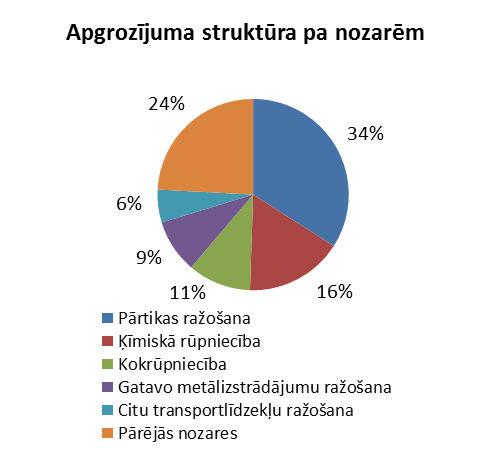 Apgrozījuma struktūra pa nozarēm
24%
34%
6%
9%
11%
16%
Pārtikas ražošana
Ķīmiskā rūpniecība
Kokrūpniecība
Gatavo metālizstrādājumu ražošana
Citu transportlīdzekļu ražošana
Pārējās nozares